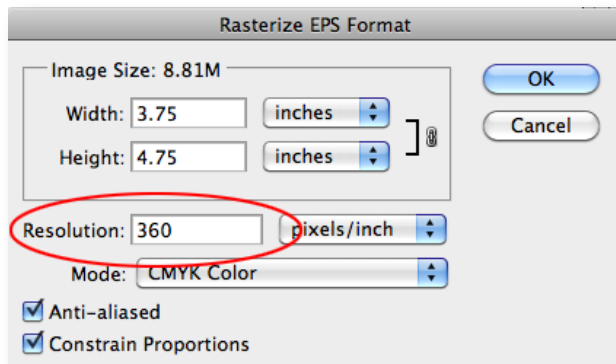 Rasterize EPS Format
Image Size: 8.81M
OK
Width: 3.75 inches
Cancel
Height: 4.75 inches
Resolution: 360 pixels/inch
Mode: CMYK Color
Anti-aliased
Constrain Proportions